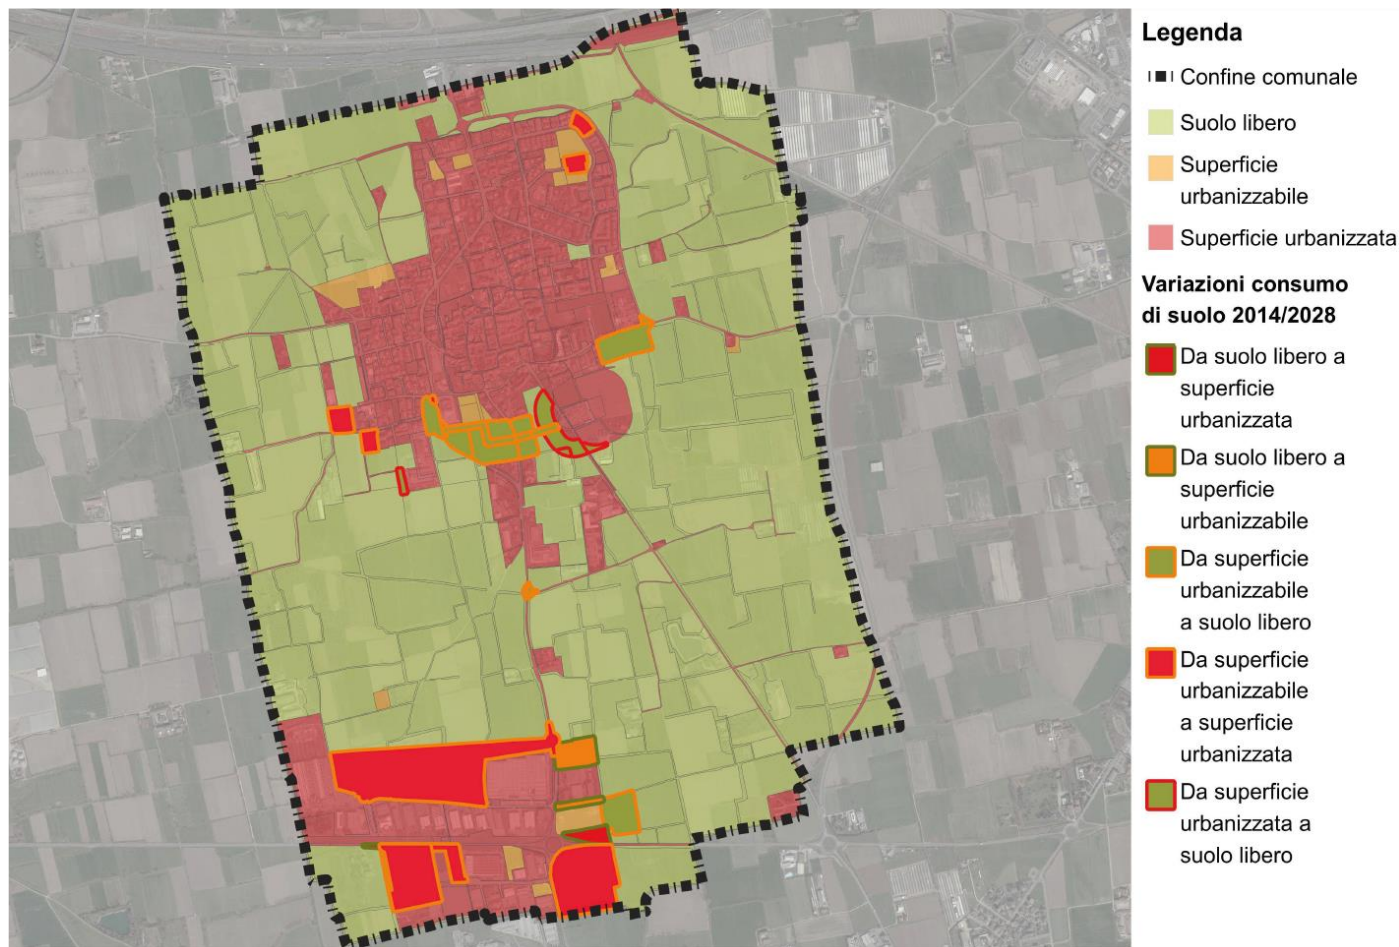 Legenda
Confine comunale
Suolo libero
Superficie
urbanizzabile
Superficie urbanizzata
Variazioni consumo
di suolo 2014/2028
Da suolo libero a
superficie
urbanizzata
Da suolo libero a
superficie
urbanizzabile
Da superficie
urbanizzabile
a suolo libero
Da superficie
urbanizzabile
a superficie
urbanizzata
Da superficie
urbanizzata a
suolo libero